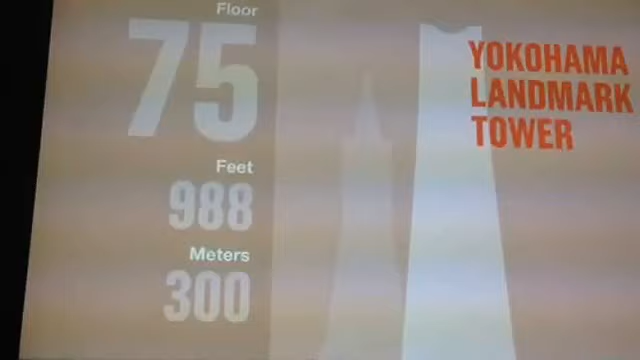 Floor
75
Feet
988
Meters
300
YOKOHAMA
LANDMARK
TOWER